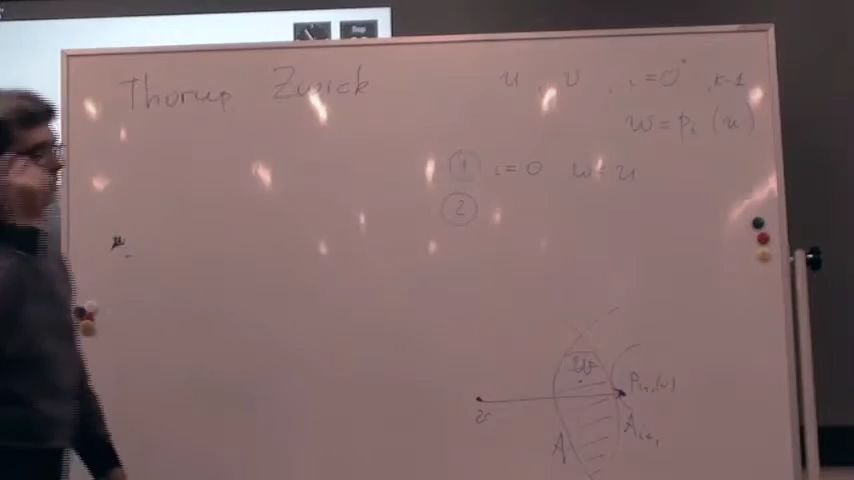 Thorup Zwick
u, v, i=0, k-1
w = p_i (u)
① i=0 w = u
②
w
p_{i+1}(v)
v
A_i
A_{i+1}